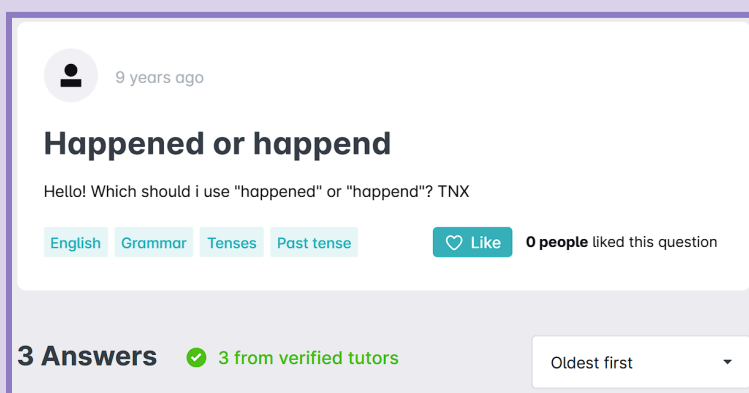 9 years ago
Happened or happend
Hello! Which should i use "happened" or "happend"? TNX
English Grammar Tenses Past tense Like 0 people liked this question
3 Answers 3 from verified tutors Oldest first